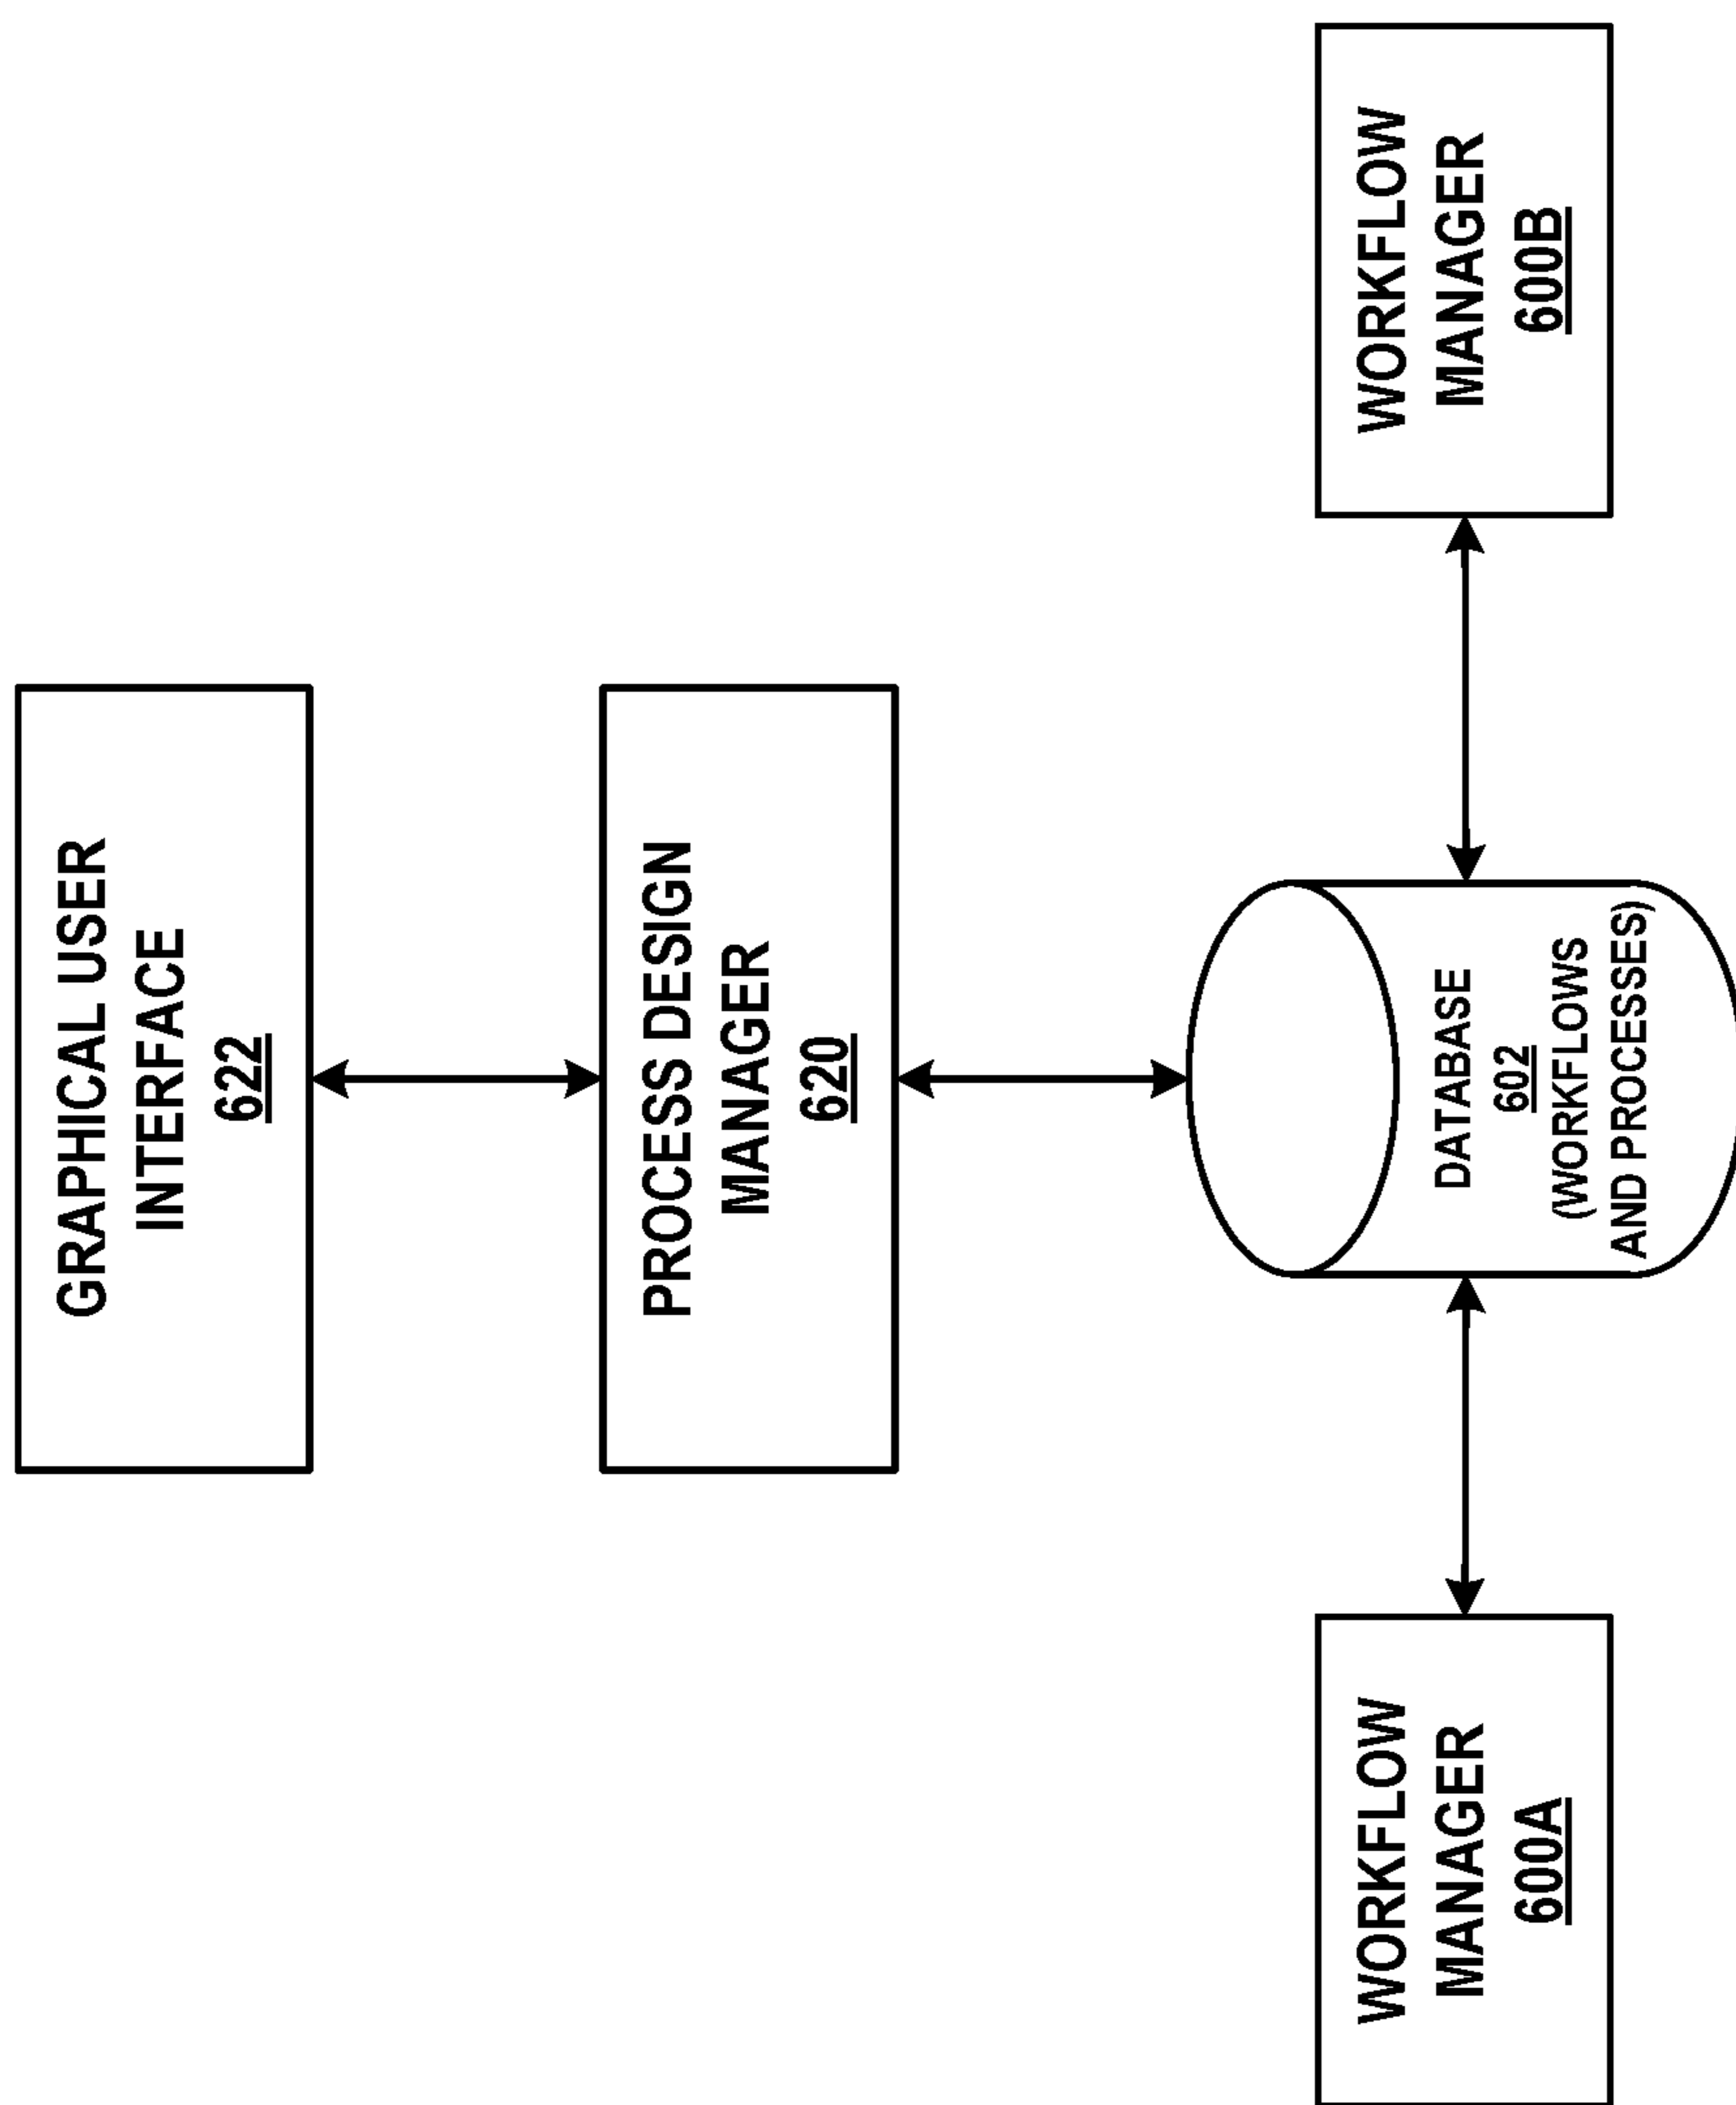 GRAPHICAL USER
INTERFACE
622
PROCESS DESIGN
MANAGER
620
WORKFLOW
MANAGER
600A
DATABASE
602
(WORKFLOWS
AND PROCESSES)
WORKFLOW
MANAGER
600B